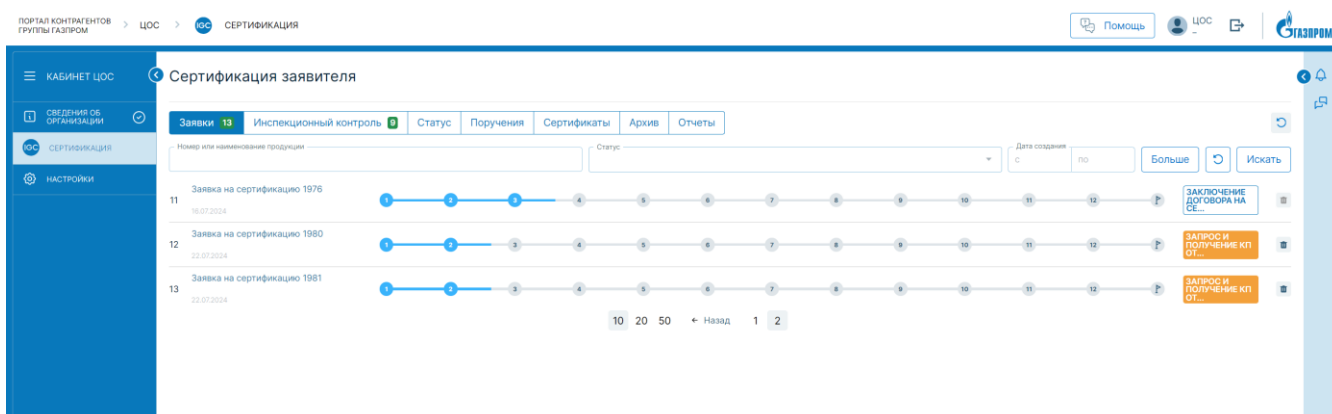 ПОРТАЛ КОНТРАГЕНТОВ
ГРУППЫ ГАЗПРОМ
ЦОС
IGC СЕРТИФИКАЦИЯ
Помощь
ЦОС
–
ГАЗПРОМ
КАБИНЕТ ЦОС
СВЕДЕНИЯ ОБ
ОРГАНИЗАЦИИ
IGC СЕРТИФИКАЦИЯ
НАСТРОЙКИ
Сертификация заявителя
Заявки 13 Инспекционный контроль 9 Статус Поручения Сертификаты Архив Отчеты
Номер или наименование продукции Статус Дата создания
с по Больше Искать
11 Заявка на сертификацию 1976
16.07.2024
1 2 3 4 5 6 7 8 9 10 11 12
ЗАКЛЮЧЕНИЕ
ДОГОВОРА НА
СЕ...
12 Заявка на сертификацию 1980
22.07.2024
1 2 3 4 5 6 7 8 9 10 11 12
ЗАПРОС И
ПОЛУЧЕНИЕ КП
ОТ...
13 Заявка на сертификацию 1981
22.07.2024
1 2 3 4 5 6 7 8 9 10 11 12
ЗАПРОС И
ПОЛУЧЕНИЕ КП
ОТ...
10 20 50 ← Назад 1 2